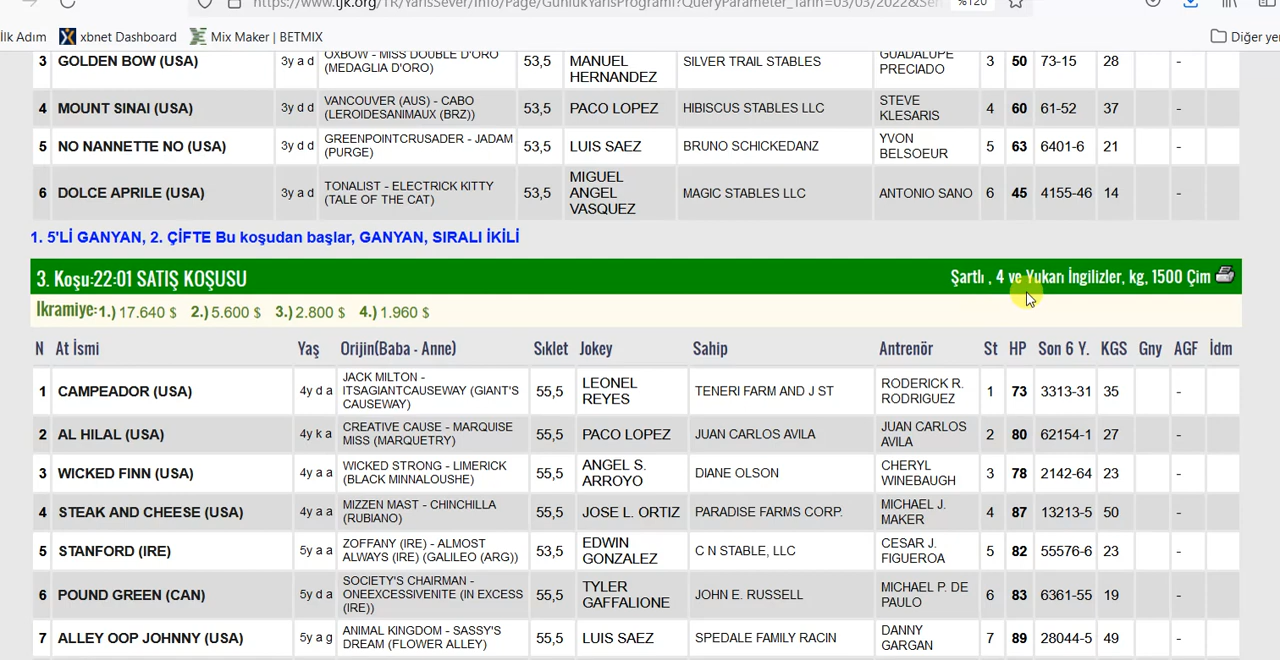 https://www.tjk.org/TR/YarisSever/Info/Page/GunlukYarisProgrami?QueryParameter_Tarih=03/03/2022&Se
%120
İlk Adım xbnet Dashboard Mix Maker | BETMIX Diğer yer
3 GOLDEN BOW (USA) 3y a d OXBOW - MISS DOUBLE D'ORO (MEDAGLIA D'ORO) 53,5 MANUEL HERNANDEZ SILVER TRAIL STABLES GUADALUPE PRECIADO 3 50 73-15 28 -
4 MOUNT SINAI (USA) 3y d d VANCOUVER (AUS) - CABO (LEROIDESANIMAUX (BRZ)) 53,5 PACO LOPEZ HIBISCUS STABLES LLC STEVE KLESARIS 4 60 61-52 37 -
5 NO NANNETTE NO (USA) 3y d d GREENPOINTCRUSADER - JADAM (PURGE) 53,5 LUIS SAEZ BRUNO SCHICKEDANZ YVON BELSOEUR 5 63 6401-6 21 -
6 DOLCE APRILE (USA) 3y a d TONALIST - ELECTRICK KITTY (TALE OF THE CAT) 53,5 MIGUEL ANGEL VASQUEZ MAGIC STABLES LLC ANTONIO SANO 6 45 4155-46 14 -
1. 5'Lİ GANYAN, 2. ÇİFTE Bu koşudan başlar, GANYAN, SIRALI İKİLİ
3. Koşu:22:01 SATIŞ KOŞUSU Şartlı , 4 ve Yukarı İngilizler, kg, 1500 Çim
Ikramiye:1.) 17.640 $ 2.) 5.600 $ 3.) 2.800 $ 4.) 1.960 $
N At İsmi Yaş Orijin(Baba - Anne) Sıklet Jokey Sahip Antrenör St HP Son 6 Y. KGS Gny AGF İdm
1 CAMPEADOR (USA) 4y d a JACK MILTON - ITSAGIANTCAUSEWAY (GIANT'S CAUSEWAY) 55,5 LEONEL REYES TENERI FARM AND J ST RODERICK R. RODRIGUEZ 1 73 3313-31 35 -
2 AL HILAL (USA) 4y k a CREATIVE CAUSE - MARQUISE MISS (MARQUETRY) 55,5 PACO LOPEZ JUAN CARLOS AVILA JUAN CARLOS AVILA 2 80 62154-1 27 -
3 WICKED FINN (USA) 4y a a WICKED STRONG - LIMERICK (BLACK MINNALOUSHE) 55,5 ANGEL S. ARROYO DIANE OLSON CHERYL WINEBAUGH 3 78 2142-64 23 -
4 STEAK AND CHEESE (USA) 4y a a MIZZEN MAST - CHINCHILLA (RUBIANO) 55,5 JOSE L. ORTIZ PARADISE FARMS CORP. MICHAEL J. MAKER 4 87 13213-5 50 -
5 STANFORD (IRE) 5y a a ZOFFANY (IRE) - ALMOST ALWAYS (IRE) (GALILEO (ARG)) 53,5 EDWIN GONZALEZ C N STABLE, LLC CESAR J. FIGUEROA 5 82 55576-6 23 -
6 POUND GREEN (CAN) 5y d a SOCIETY'S CHAIRMAN - ONEEXCESSIVENITE (IN EXCESS (IRE)) 55,5 TYLER GAFFALIONE JOHN E. RUSSELL MICHAEL P. DE PAULO 6 83 6361-55 19 -
7 ALLEY OOP JOHNNY (USA) 5y a g ANIMAL KINGDOM - SASSY'S DREAM (FLOWER ALLEY) 55,5 LUIS SAEZ SPEDALE FAMILY RACIN DANNY GARGAN 7 89 28044-5 49 -